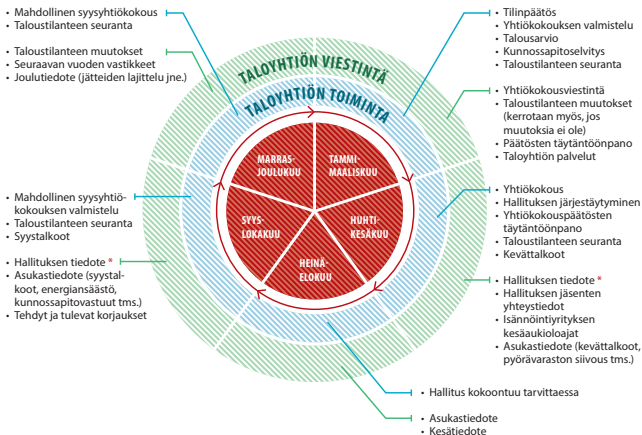 • Mahdollinen syysyhtiökokous
• Taloustilanteen seuranta
• Taloustilanteen muutokset
• Seuraavan vuoden vastikkeet
• Joulutiedote (jätteiden lajittelu jne.)
• Tilinpäätös
• Yhtiökokouksen valmistelu
• Talousarvio
• Kunnossapitoselvitys
• Taloustilanteen seuranta
TALOYHTIÖN VIESTINTÄ
TALOYHTIÖN TOIMINTA
• Yhtiökokousviestintä
• Taloustilanteen muutokset
(kerrotaan myös, jos
muutoksia ei ole)
• Päätösten täytäntöönpano
• Taloyhtiön palvelut
MARRAS-
JOULUKUU
TAMMI-
MAALISKUU
SYYS-
LOKAKUU
HUHTI-
KESÄKUU
HEINÄ-
ELOKUU
• Mahdollinen syysyhtiö-
kokouksen valmistelu
• Taloustilanteen seuranta
• Syystalkoot
• Hallituksen tiedote *
• Asukastiedote (syystal-
koot, energiansäästö,
kunnossapitovastuut tms.)
• Tehdyt ja tulevat korjaukset
• Yhtiökokous
• Hallituksen järjestäytyminen
• Yhtiökokouspäätösten
täytäntöönpano
• Taloustilanteen seuranta
• Kevättalkoot
• Hallituksen tiedote *
• Hallituksen jäsenten
yhteystiedot
• Isännöintiyrityksen
kesäaukioloajat
• Asukastiedote (kevättalkoot,
pyörävaraston siivous tms.)
• Hallitus kokoontuu tarvittaessa
• Asukastiedote
• Kesätiedote